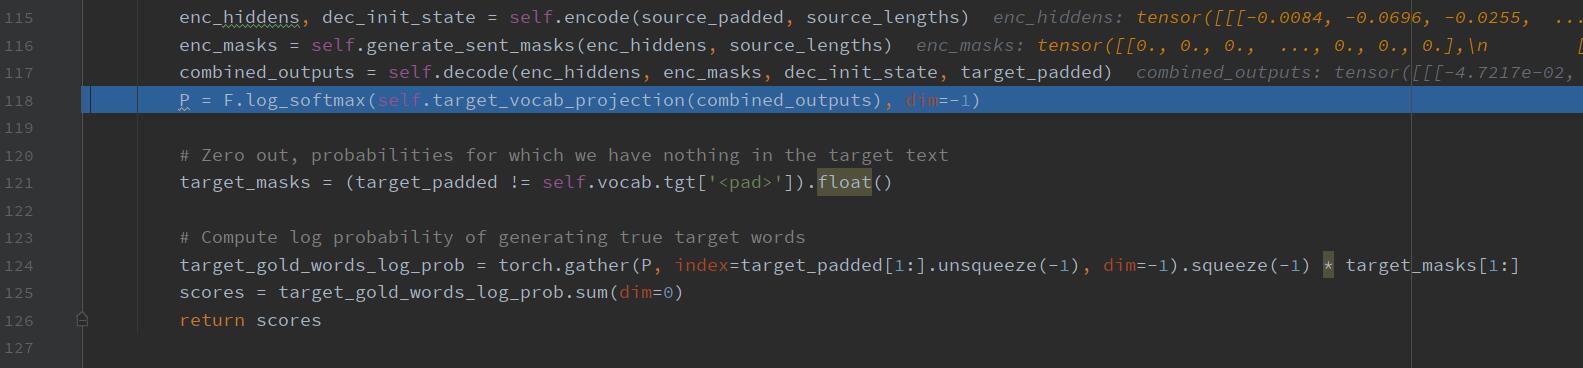 115 enc_hiddens, dec_init_state = self.encode(source_padded, source_lengths) enc_hiddens: tensor([[[-0.0084, -0.0696, -0.0255, ...
116 enc_masks = self.generate_sent_masks(enc_hiddens, source_lengths) enc_masks: tensor([[0., 0., 0., ..., 0., 0., 0.],\n [
117 combined_outputs = self.decode(enc_hiddens, enc_masks, dec_init_state, target_padded) combined_outputs: tensor([[[-4.7217e-02,
118 P = F.log_softmax(self.target_vocab_projection(combined_outputs), dim=-1)
119
120 # Zero out, probabilities for which we have nothing in the target text
121 target_masks = (target_padded != self.vocab.tgt['<pad>']).float()
122
123 # Compute log probability of generating true target words
124 target_gold_words_log_prob = torch.gather(P, index=target_padded[1:].unsqueeze(-1), dim=-1).squeeze(-1) * target_masks[1:]
125 scores = target_gold_words_log_prob.sum(dim=0)
126 return scores
127